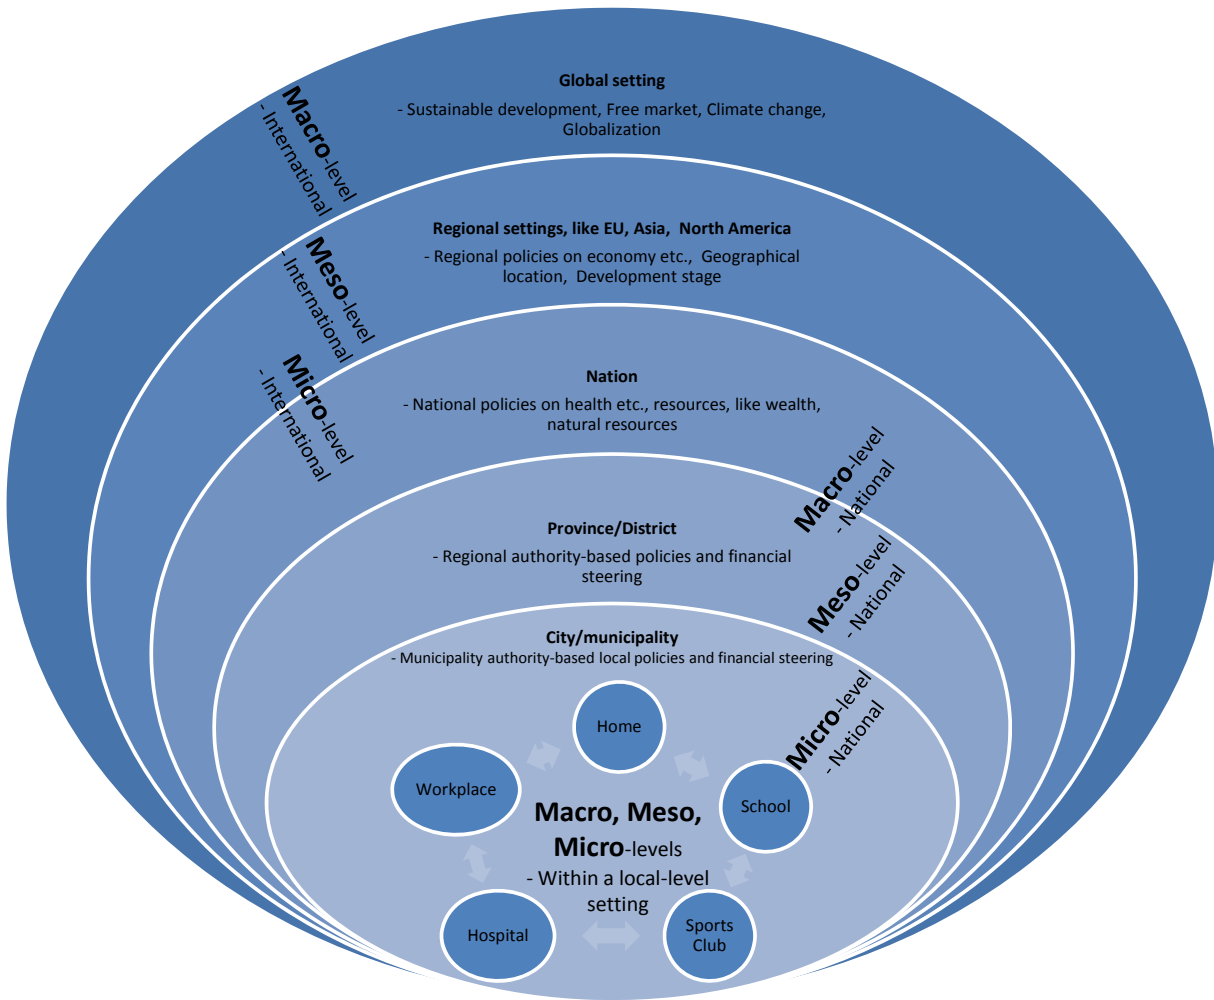 Global setting
- Sustainable development, Free market, Climate change,
Globalization
Macro-level
- International
Regional settings, like EU, Asia, North America
- Regional policies on economy etc., Geographical
location, Development stage
Meso-level
- International
Nation
- National policies on health etc., resources, like wealth,
natural resources
Micro-level
- International
Macro-level
- National
Province/District
- Regional authority-based policies and financial
steering
Meso-level
- National
City/municipality
- Municipality authority-based local policies and financial steering
Micro-level
- National
Home
Workplace
School
Macro, Meso,
Micro-levels
- Within a local-level
setting
Hospital
Sports
Club